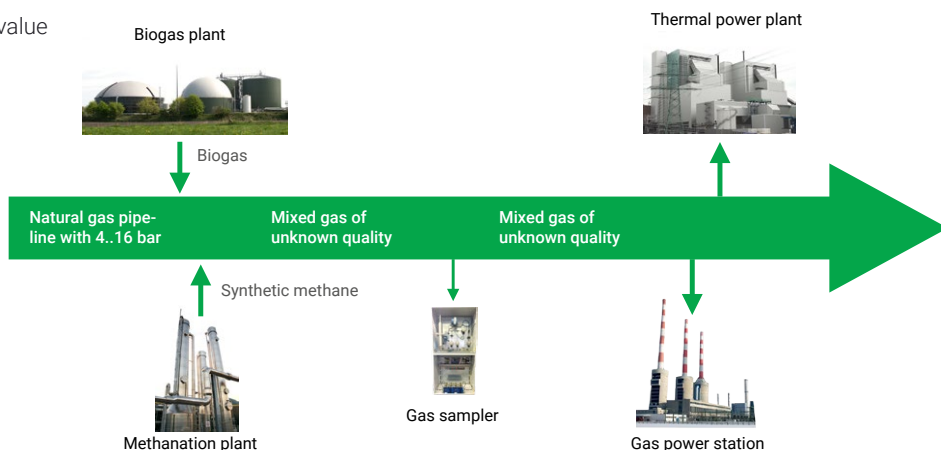 value
Biogas plant
Thermal power plant
Biogas
Natural gas pipe-
line with 4..16 bar
Mixed gas of
unknown quality
Mixed gas of
unknown quality
Synthetic methane
Gas sampler
Methanation plant
Gas power station